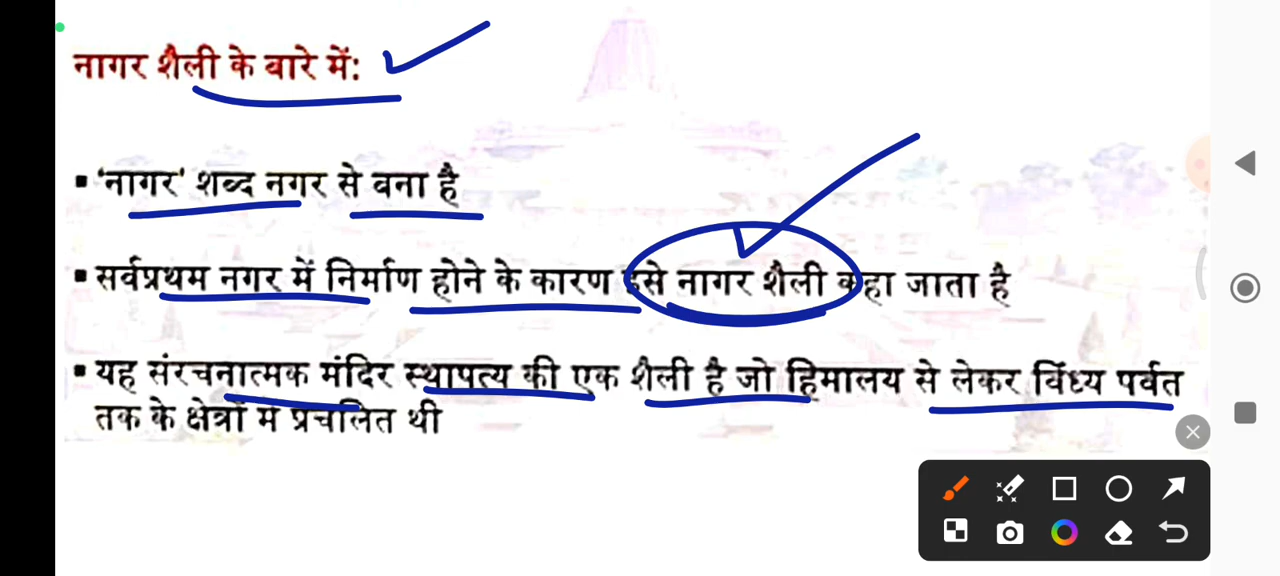 नागर शैली के बारे में:
▪ 'नागर' शब्द नगर से बना है
▪ सर्वप्रथम नगर में निर्माण होने के कारण इसे नागर शैली कहा जाता है
▪ यह संरचनात्मक मंदिर स्थापत्य की एक शैली है जो हिमालय से लेकर विंध्य पर्वत
तक के क्षेत्रों में प्रचलित थी